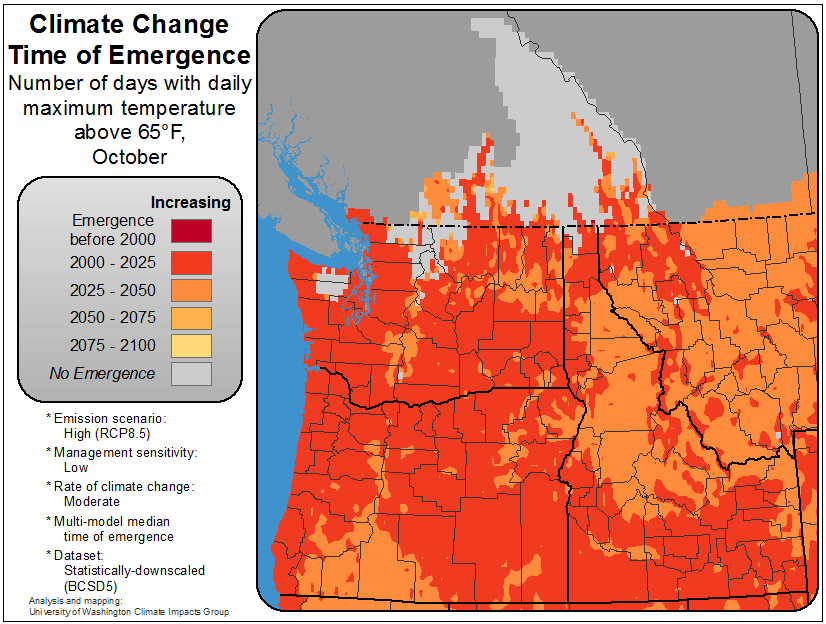 Climate Change
Time of Emergence
Number of days with daily
maximum temperature
above 65°F,
October
Increasing
Emergence
before 2000
2000 - 2025
2025 - 2050
2050 - 2075
2075 - 2100
No Emergence
* Emission scenario:
High (RCP8.5)
* Management sensitivity:
Low
* Rate of climate change:
Moderate
* Multi-model median
time of emergence
* Dataset:
Statistically-downscaled
(BCSD5)
Analysis and mapping:
University of Washington Climate Impacts Group